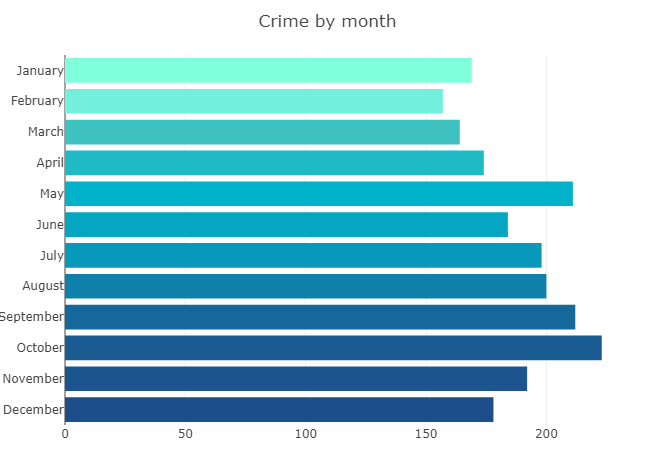 Crime by month
January
February
March
April
May
June
July
August
September
October
November
December
0 50 100 150 200